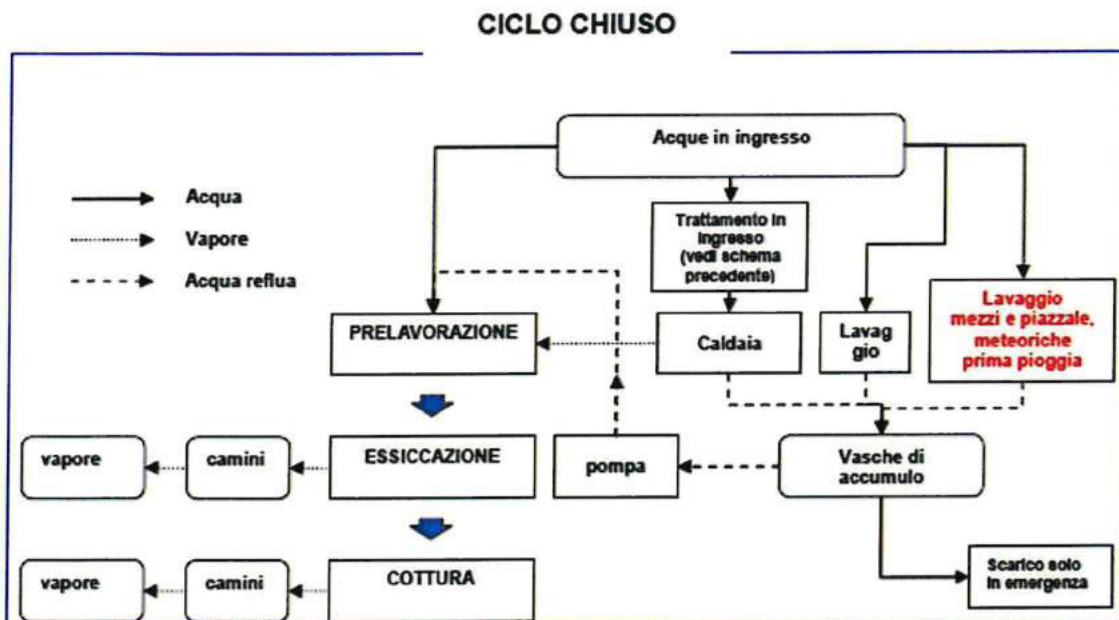 CICLO CHIUSO
Acque in ingresso
Acqua
Vapore
Acqua reflua
Trattamento in
ingresso
(vedi schema
precedente)
PRELAVORAZIONE
Caldaia
Lavag
gio
Lavaggio
mezzi e piazzale,
meteoriche
prima pioggia
vapore
camini
ESSICCAZIONE
pompa
Vasche di
accumulo
vapore
camini
COTTURA
Scarico solo
in emergenza